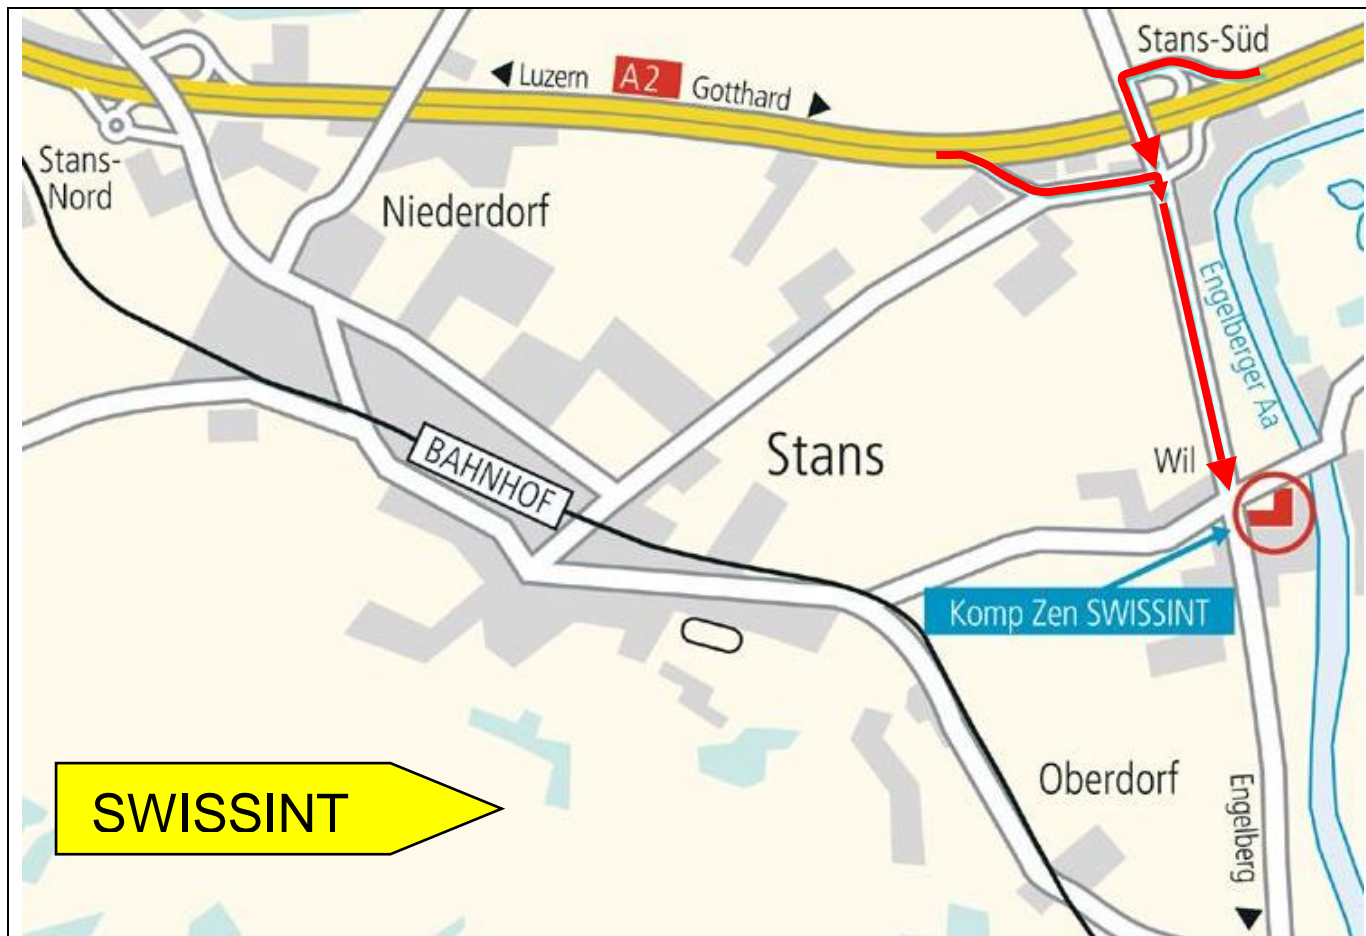 Stans-Süd
Luzern A2 Gotthard
Stans-
Nord
Niederdorf
Engelberger Aa
BAHNHOF
Stans
Wil
Komp Zen SWISSINT
Oberdorf
Engelberg
SWISSINT